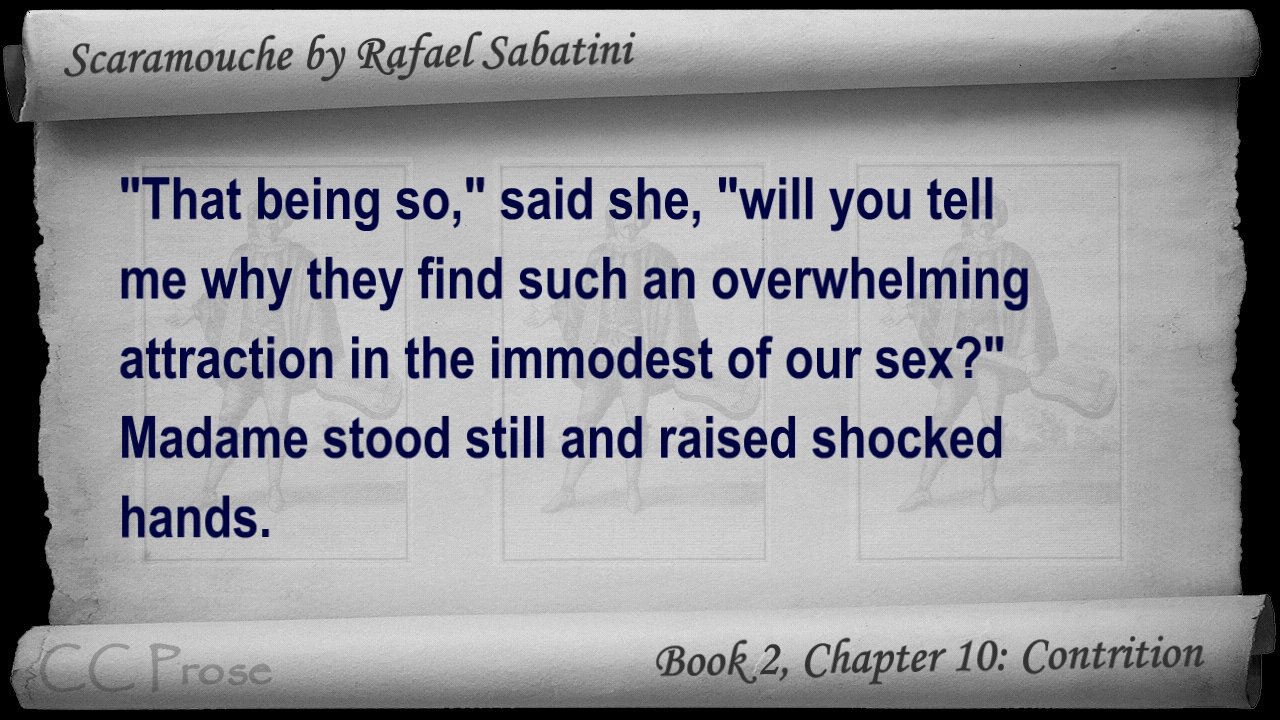 Scaramouche by Rafael Sabatini
"That being so," said she, "will you tell
me why they find such an overwhelming
attraction in the immodest of our sex?"
Madame stood still and raised shocked
hands.
CC Prose
Book 2, Chapter 10: Contrition